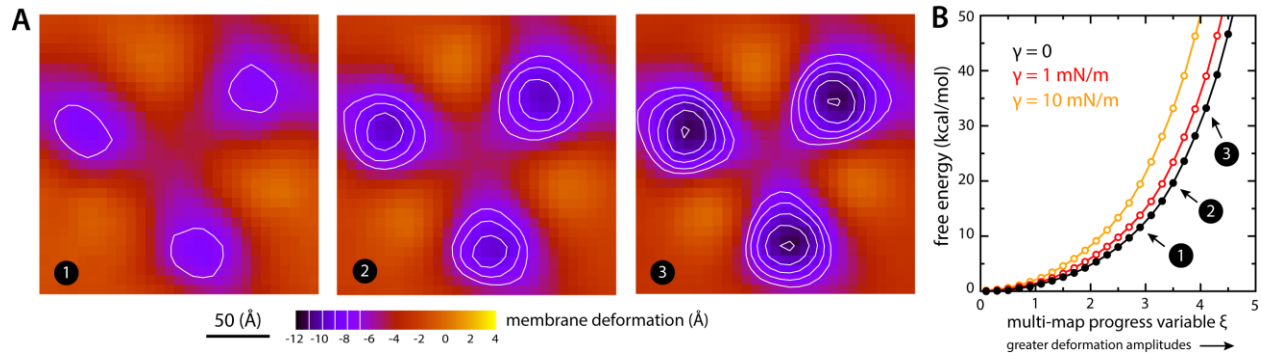 A
1
2
3
50 (Å)
-12 -10 -8 -6 -4 -2 0 2 4
membrane deformation (Å)
B
50
40
30
20
10
0
free energy (kcal/mol)
γ = 0
γ = 1 mN/m
γ = 10 mN/m
3
2
1
0 1 2 3 4 5
multi-map progress variable ξ
greater deformation amplitudes →